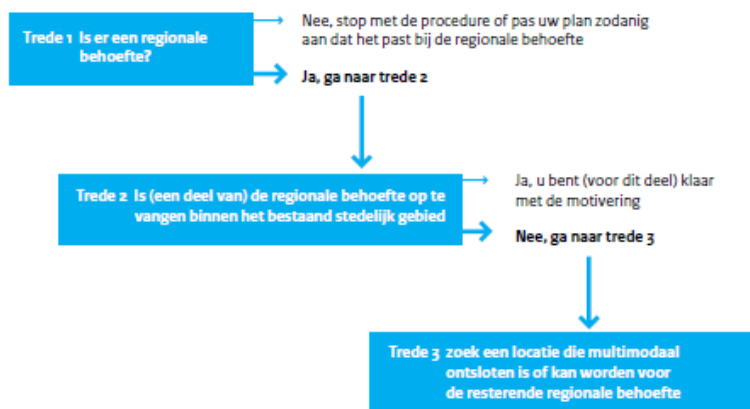 Trede 1 Is er een regionale
behoefte?
Nee, stop met de procedure of pas uw plan zodanig
aan dat het past bij de regionale behoefte
Ja, ga naar trede 2
Trede 2 Is (een deel van) de regionale behoefte op te
vangen binnen het bestaand stedelijk gebied
Ja, u bent (voor dit deel) klaar
met de motivering
Nee, ga naar trede 3
Trede 3 zoek een locatie die multimodaal
ontsloten is of kan worden voor
de resterende regionale behoefte